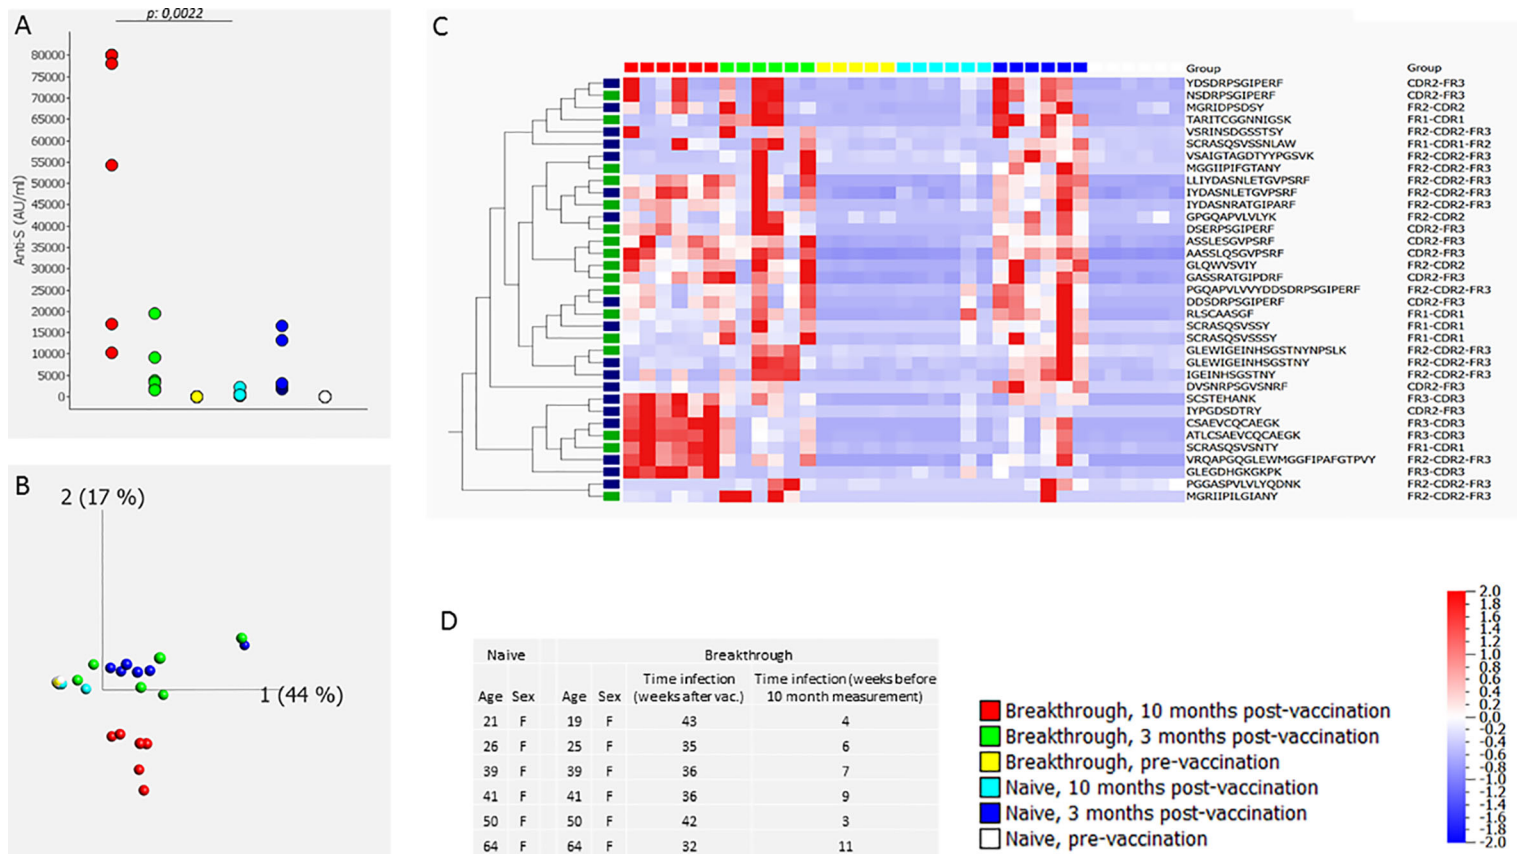 A
p: 0,0022
Anti-S (AU/ml)
80000
75000
70000
65000
60000
55000
50000
45000
40000
35000
30000
25000
20000
15000
10000
5000
0
B
2 (17 %)
1 (44 %)
C
Group Group
YDSDRPSGIPERF CDR2-FR3
NSDRPSGIPERF CDR2-FR3
MGRIDPSDSY FR2-CDR2
TARITCGGNNIGSK FR1-CDR1
VSRINSDGSSTSY FR2-CDR2-FR3
SCRASQSVSSNLAW FR1-CDR1-FR2
VSAIGTAGDTYYPGSVK FR2-CDR2-FR3
MGGIIPIFGTANY FR2-CDR2-FR3
LLIYDASNLETGVPSRF FR2-CDR2-FR3
IYDASNLETGVPSRF FR2-CDR2-FR3
IYDASNRATGIPARF FR2-CDR2-FR3
GPGQAPVLVLYK FR2-CDR2
DSERPSGIPERF CDR2-FR3
ASSLESGVPSRF CDR2-FR3
AASSLQSGVPSRF CDR2-FR3
GLQWVSVIY FR2-CDR2
GASSRATGIPDRF CDR2-FR3
PGQAPVLVVYDDSDRPSGIPERF FR2-CDR2-FR3
DDSDRPSGIPERF CDR2-FR3
RLSCAASGF FR1-CDR1
SCRASQSVSSY FR1-CDR1
SCRASQSVSSSY FR1-CDR1
GLEWIGEINHSGSTNYNPSLK FR2-CDR2-FR3
GLEWIGEINHSGSTNY FR2-CDR2-FR3
IGEINHSGSTNY FR2-CDR2-FR3
DVSNRPSGVSNRF CDR2-FR3
SCSTEHANK FR3-CDR3
IYPGDSDTRY CDR2-FR3
CSAEVCQCAEGK FR3-CDR3
ATLCSAEVCQCAEGK FR3-CDR3
SCRASQSVSNTY FR1-CDR1
VRQAPGQGLEWMGGFIPAFGTPVY FR2-CDR2-FR3
GLEGDHGKGKPK FR3-CDR3
PGGASPVLVLYQDNK FR2-CDR2-FR3
MGRIIPILGIANY FR2-CDR2-FR3
D
Naive Breakthrough
Time infection Time infection (weeks before
Age Sex Age Sex (weeks after vac.) 10 month measurement)
21 F 19 F 43 4
26 F 25 F 35 6
39 F 39 F 36 7
41 F 41 F 36 9
50 F 50 F 42 3
64 F 64 F 32 11
Breakthrough, 10 months post-vaccination
Breakthrough, 3 months post-vaccination
Breakthrough, pre-vaccination
Naive, 10 months post-vaccination
Naive, 3 months post-vaccination
Naive, pre-vaccination
2.0
1.8
1.6
1.4
1.2
1.0
0.8
0.6
0.4
0.2
0.0
-0.2
-0.4
-0.6
-0.8
-1.0
-1.2
-1.4
-1.6
-1.8
-2.0